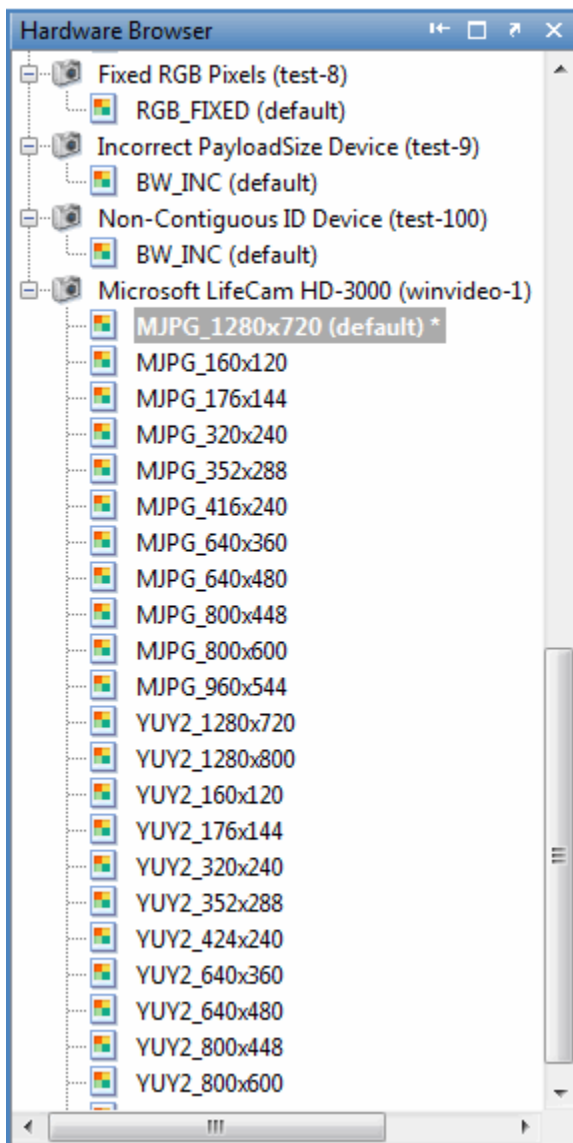 Hardware Browser
Fixed RGB Pixels (test-8)
RGB_FIXED (default)
Incorrect PayloadSize Device (test-9)
BW_INC (default)
Non-Contiguous ID Device (test-100)
BW_INC (default)
Microsoft LifeCam HD-3000 (winvideo-1)
MJPG_1280x720 (default) *
MJPG_160x120
MJPG_176x144
MJPG_320x240
MJPG_352x288
MJPG_416x240
MJPG_640x360
MJPG_640x480
MJPG_800x448
MJPG_800x600
MJPG_960x544
YUY2_1280x720
YUY2_1280x800
YUY2_160x120
YUY2_176x144
YUY2_320x240
YUY2_352x288
YUY2_424x240
YUY2_640x360
YUY2_640x480
YUY2_800x448
YUY2_800x600